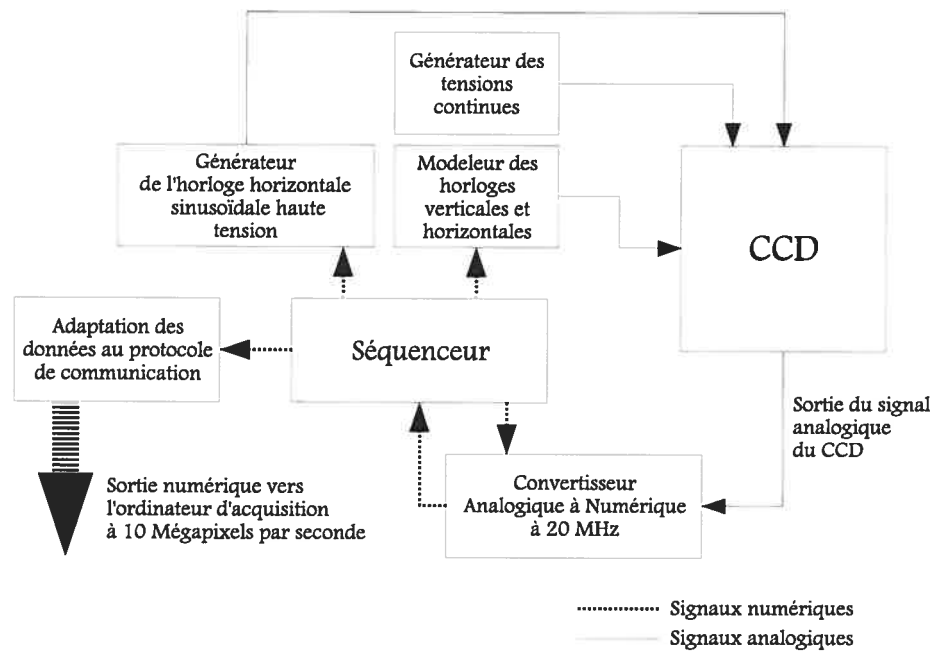 Générateur des
tensions
continues
Générateur
de l'horloge horizontale
sinusoïdale haute
tension
Modeleur des
horloges
verticales et
horizontales
CCD
Adaptation des
données au protocole
de communication
Séquenceur
Sortie du signal
analogique
du CCD
Convertisseur
Analogique à Numérique
à 20 MHz
Sortie numérique vers
l'ordinateur d'acquisition
à 10 Mégapixels par seconde
Signaux numériques
Signaux analogiques